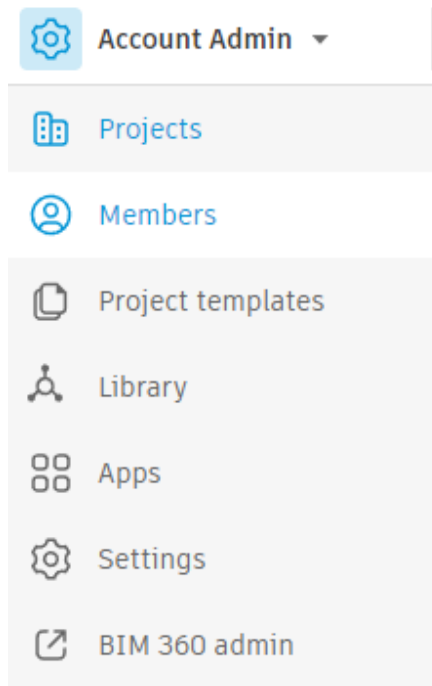 Account Admin
Projects
Members
Project templates
Library
Apps
Settings
BIM 360 admin